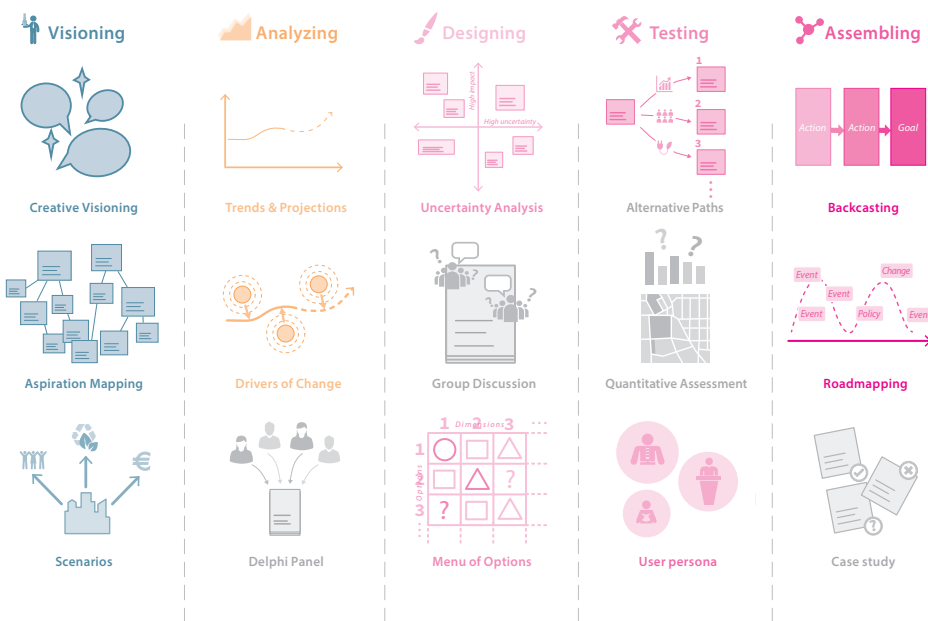 Visioning
Analyzing
Designing
Testing
Assembling
High impact
High uncertainty
1
2
3
Action
Action
Goal
Creative Visioning
Trends & Projections
Uncertainty Analysis
Alternative Paths
Backcasting
?
?
?
?
Event
Event
Event
Policy
Change
Even
Aspiration Mapping
Drivers of Change
Group Discussion
Quantitative Assessment
Roadmapping
Dimensions
1 2 3
Options
1
2
3
?
?
€
?
Scenarios
Delphi Panel
Menu of Options
User persona
Case study